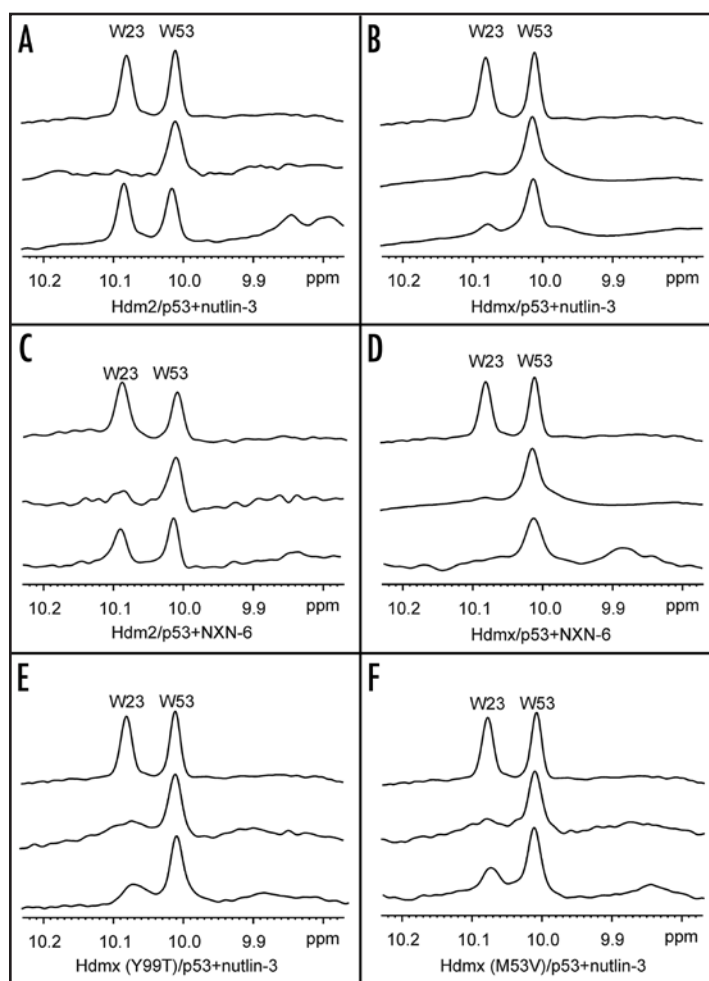 A
W23 W53
10.2 10.1 10.0 9.9 ppm
Hdm2/p53+nutlin-3
B
W23 W53
10.2 10.1 10.0 9.9 ppm
Hdmx/p53+nutlin-3
C
W23 W53
10.2 10.1 10.0 9.9 ppm
Hdm2/p53+NXN-6
D
W23 W53
10.2 10.1 10.0 9.9 ppm
Hdmx/p53+NXN-6
E
W23 W53
10.2 10.1 10.0 9.9 ppm
Hdmx (Y99T)/p53+nutlin-3
F
W23 W53
10.2 10.1 10.0 9.9 ppm
Hdmx (M53V)/p53+nutlin-3